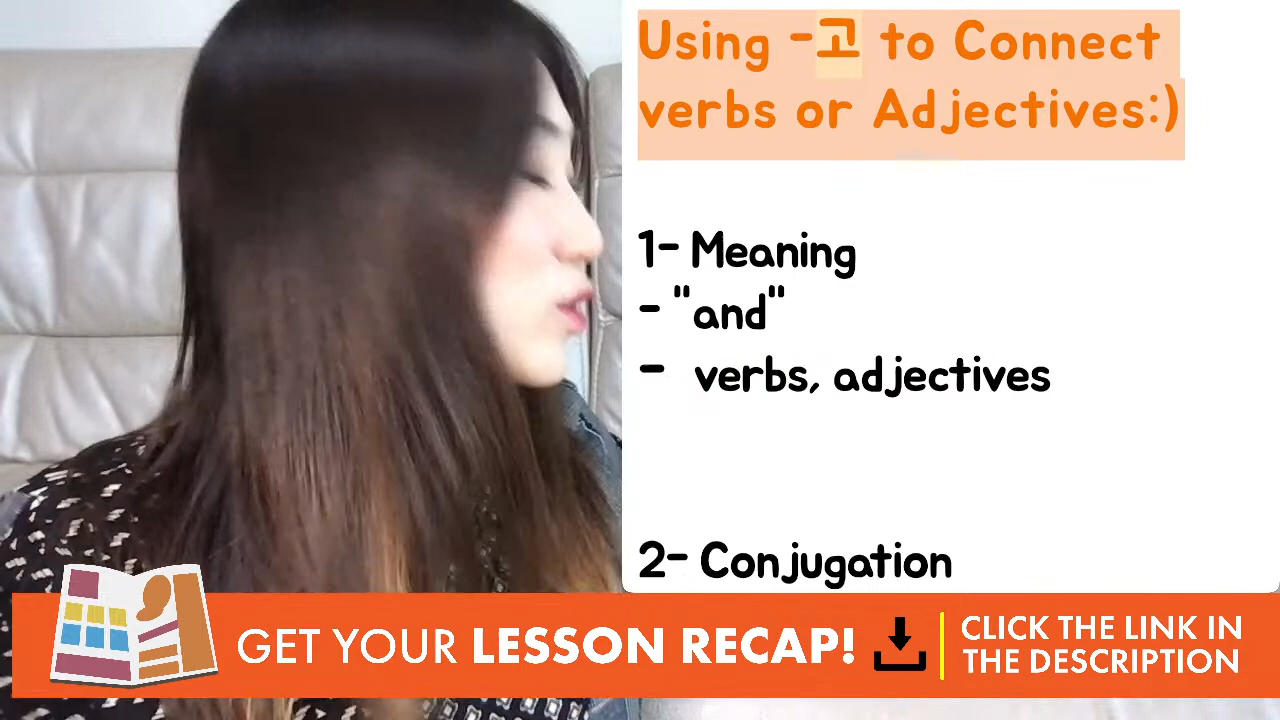 Using -고 to Connect
verbs or Adjectives:)
1- Meaning
- "and"
- verbs, adjectives
2- Conjugation
GET YOUR LESSON RECAP!
CLICK THE LINK IN
THE DESCRIPTION